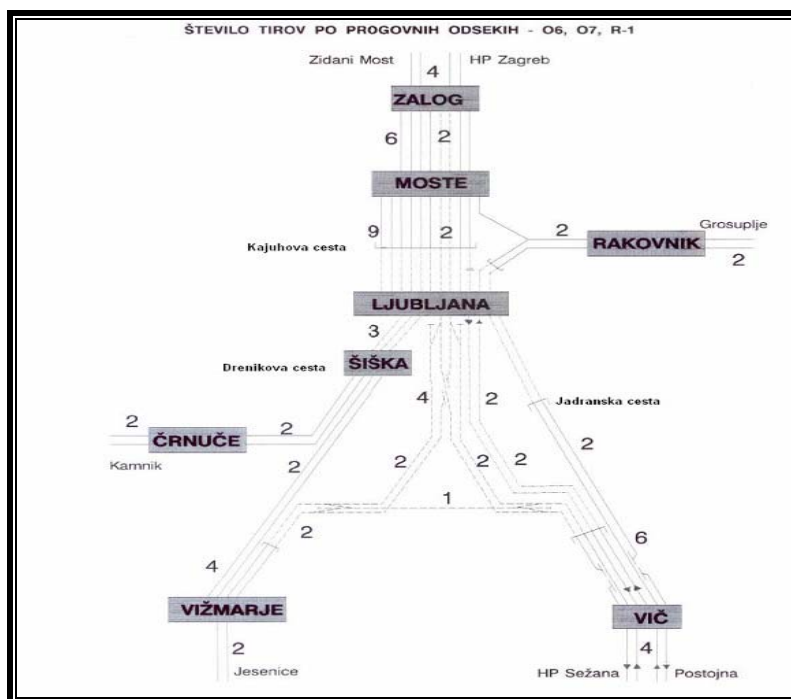 ŠTEVILO TIROV PO PROGOVNIH ODSEKIH - O6, O7, R-1
Zidani Most HP Zagreb
4
ZALOG
6 2
MOSTE
9 2
Kajuhova cesta
2
Grosuplje
RAKOVNIK
2
LJUBLJANA
3
ŠIŠKA
Drenikova cesta
4 2
Jadranska cesta
2
ČRNUČE
2
Kamnik
2 2 2 2 2
1
2
6
4
VIŽMARJE
VIČ
2
Jesenice
4
HP Sežana Postojna